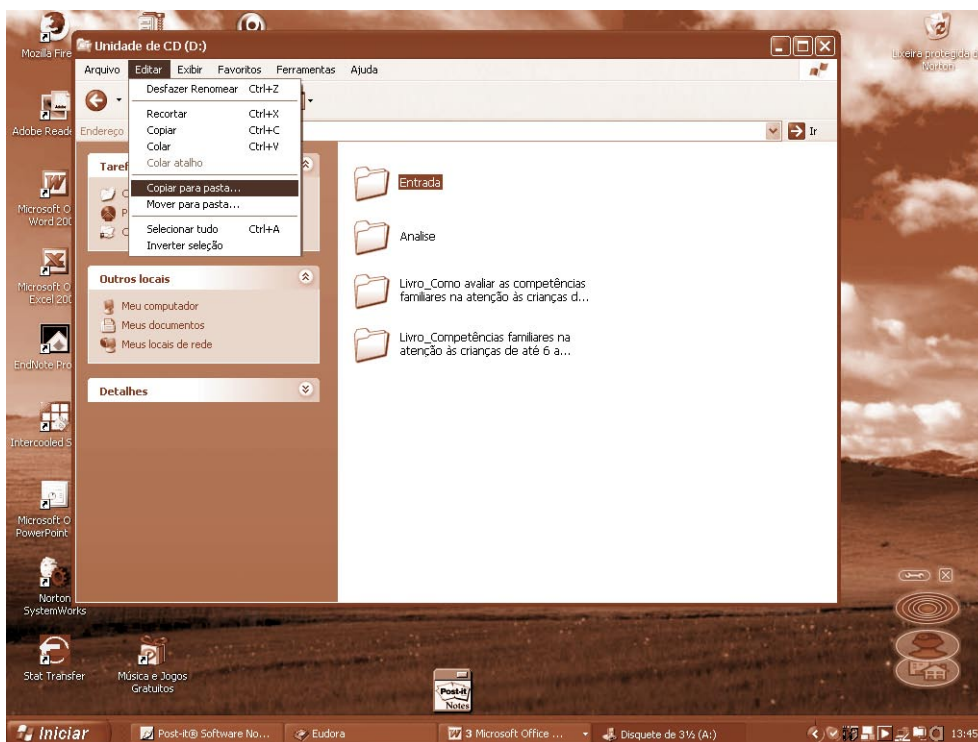 Mozilla Fire
Adobe Reade
Microsoft O
Word 200
Microsoft O
Excel 200
EndNote Pro
Intercooled S
Microsoft O
PowerPoint
Norton
SystemWorks
Stat Transfer
Música e Jogos
Gratuitos
Unidade de CD (D:)
Arquivo Editar Exibir Favoritos Ferramentas Ajuda
Desfazer Renomear Ctrl+Z
Recortar Ctrl+X
Copiar Ctrl+C
Colar Ctrl+V
Colar atalho
Copiar para pasta...
Mover para pasta...
Selecionar tudo Ctrl+A
Inverter seleção
Endereço
Ir
Taref
Outros locais
Meu computador
Meus documentos
Meus locais de rede
Detalhes
Entrada
Analise
Livro_Como avaliar as competências
familiares na atenção às crianças d...
Livro_Competências familiares na
atenção às crianças de até 6 a...
Lixeira protegida
Norton
Post-it
Notes
Iniciar
Post-it® Software No...
Eudora
3 Microsoft Office ...
Disquete de 3½ (A:)